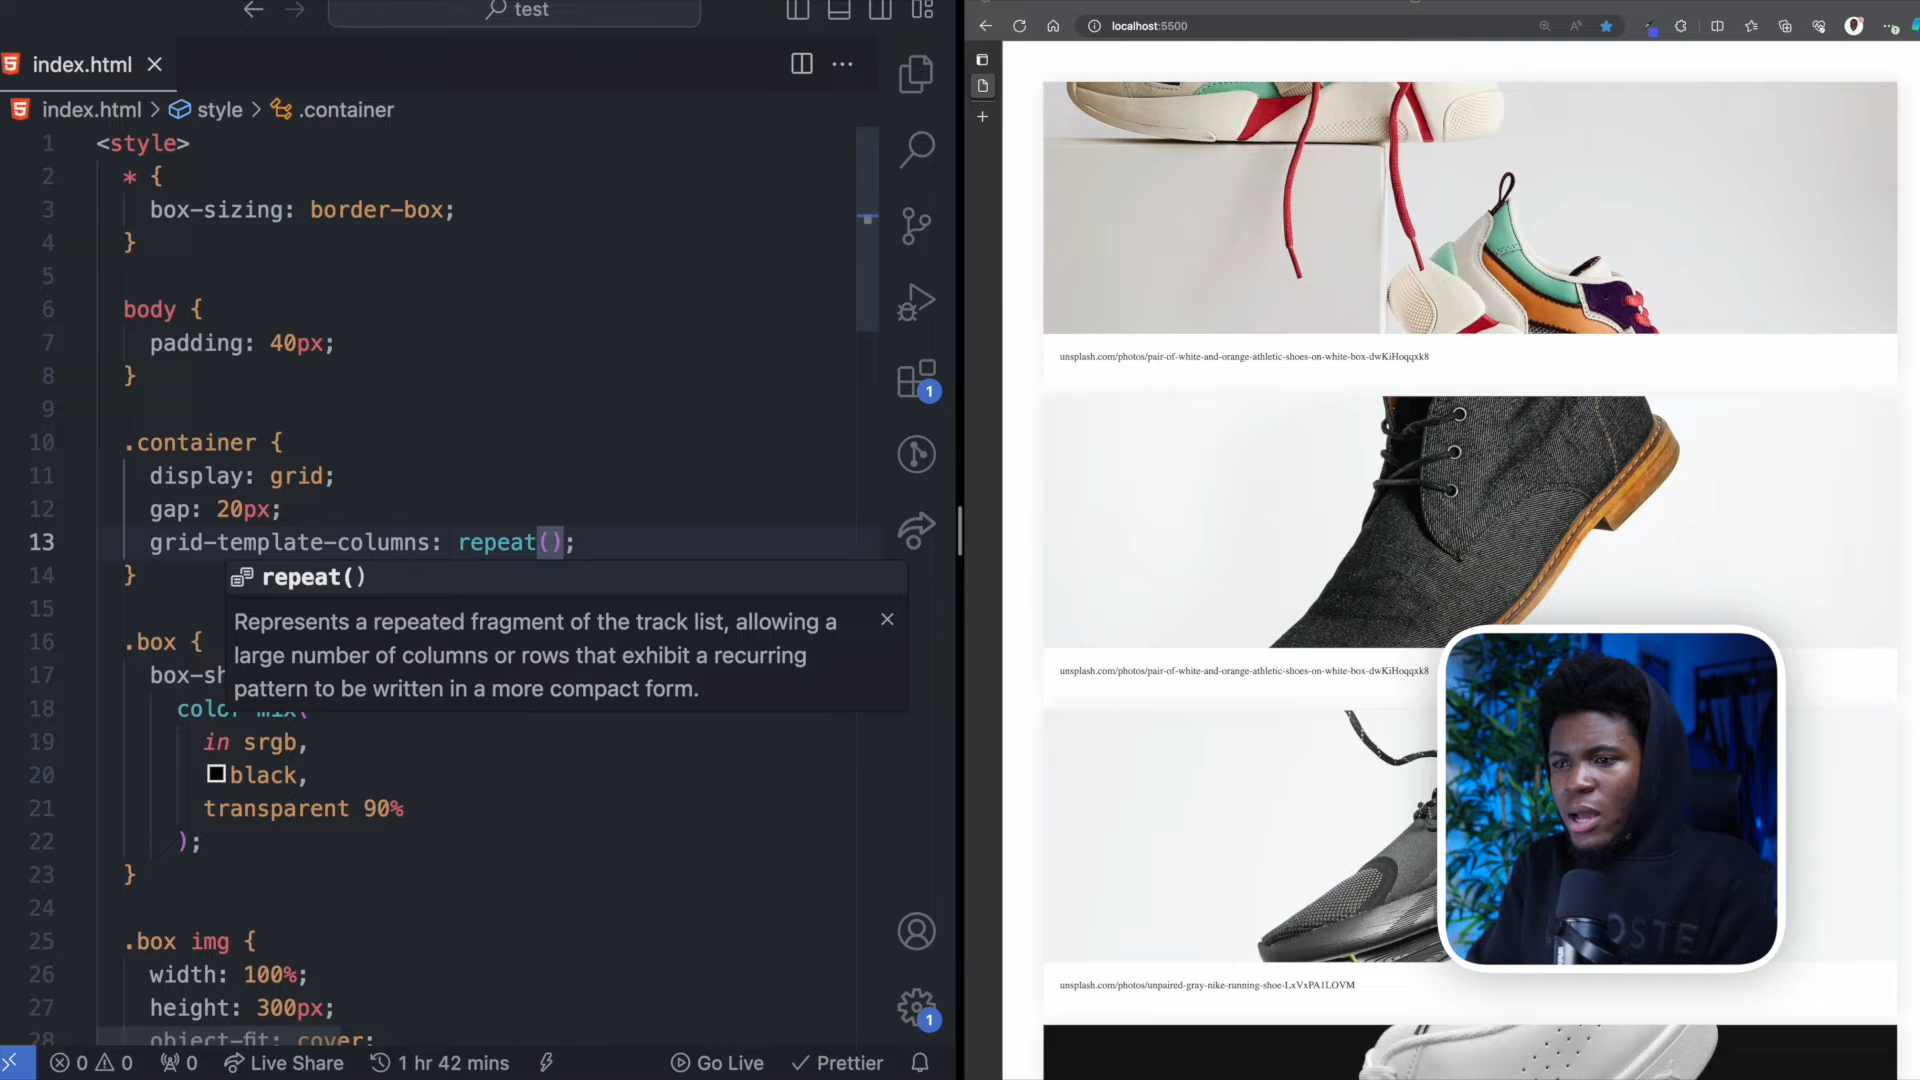 test
index.html
index.html > style > .container
1 <style>
2 * {
3 box-sizing: border-box;
4 }
5
6 body {
7 padding: 40px;
8 }
9
10 .container {
11 display: grid;
12 gap: 20px;
13 grid-template-columns: repeat();
14 }
repeat()
15
Represents a repeated fragment of the track list, allowing a
16 .box {
large number of columns or rows that exhibit a recurring
17 box-sh
pattern to be written in a more compact form.
18 color-mix(
19 in srgb,
20 black,
21 transparent 90%
22 );
23 }
24
25 .box img {
26 width: 100%;
27 height: 300px;
28 object-fit: cover;
1
1
0 0 0 Live Share 1 hr 42 mins Go Live Prettier
localhost:5500
unsplash.com/photos/pair-of-white-and-orange-athletic-shoes-on-white-box-dwKiHoqqxk8
unsplash.com/photos/pair-of-white-and-orange-athletic-shoes-on-white-box-dwKiHoqqxk8
unsplash.com/photos/unpaired-gray-nike-running-shoe-LxVxPA1LOVM